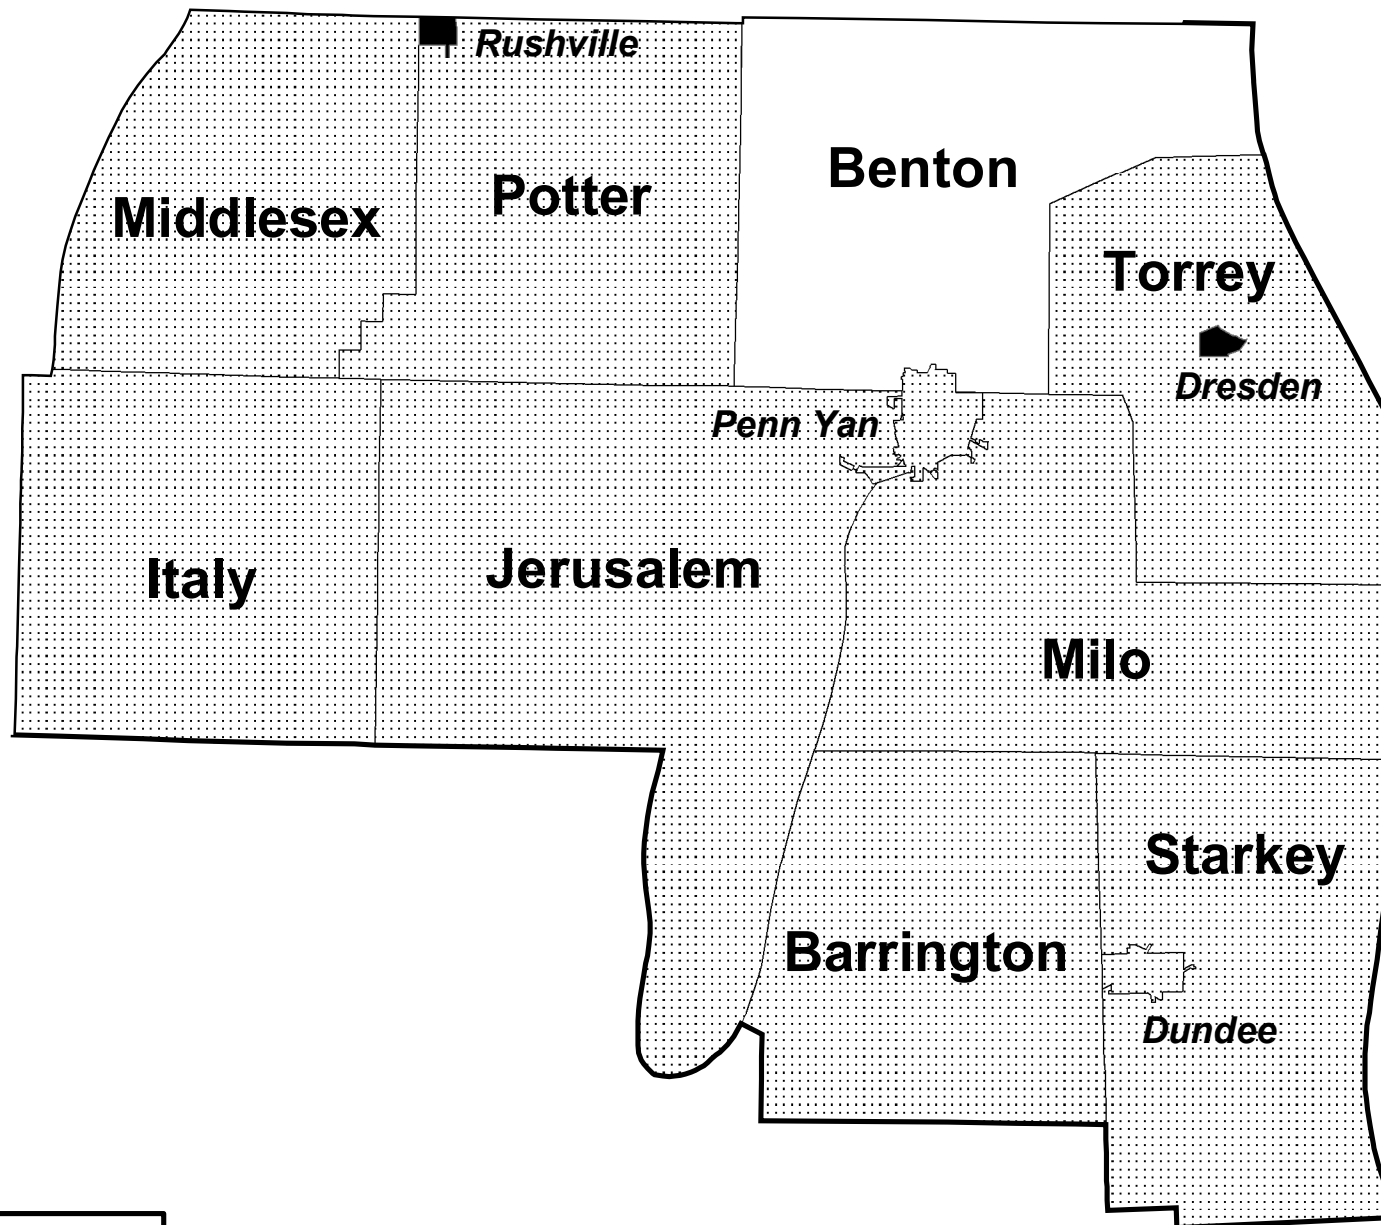 Rushville
Benton
Potter
Middlesex
Torrey
Dresden
Penn Yan
Jerusalem
Italy
Milo
Starkey
Barrington
Dundee